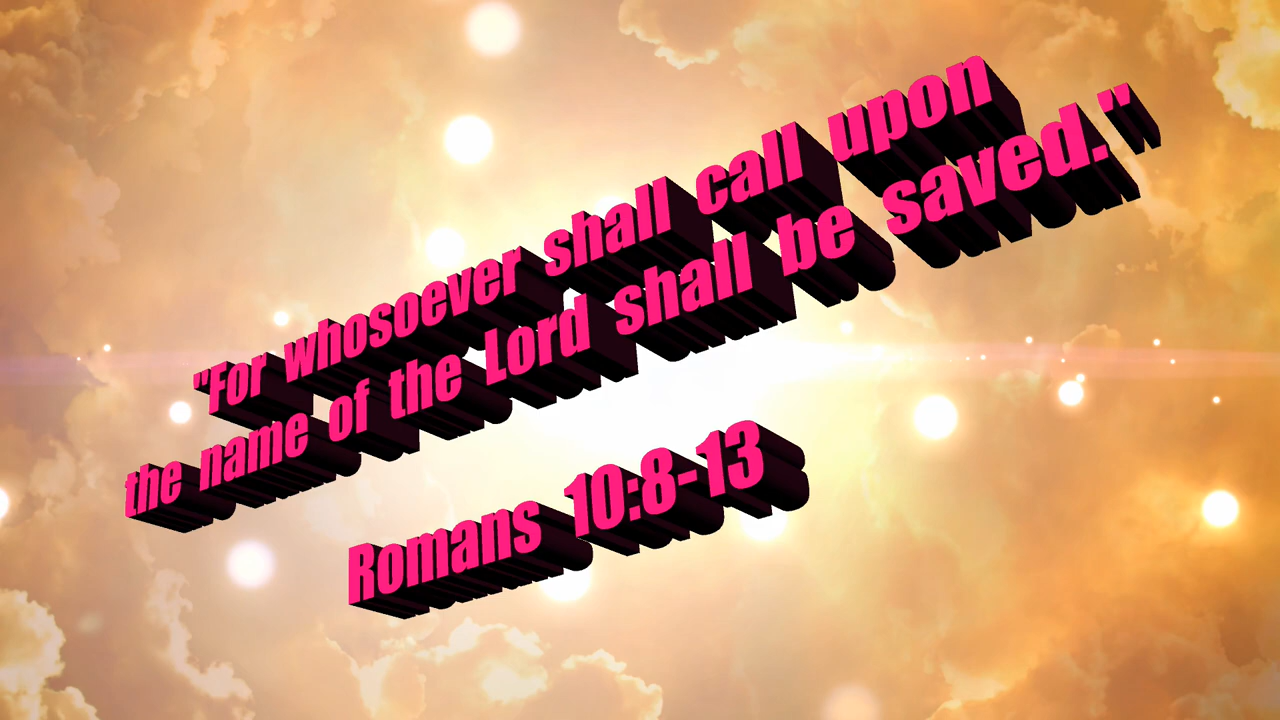 "For whosoever shall call upon
the name of the Lord shall be saved."
Romans 10:8-13